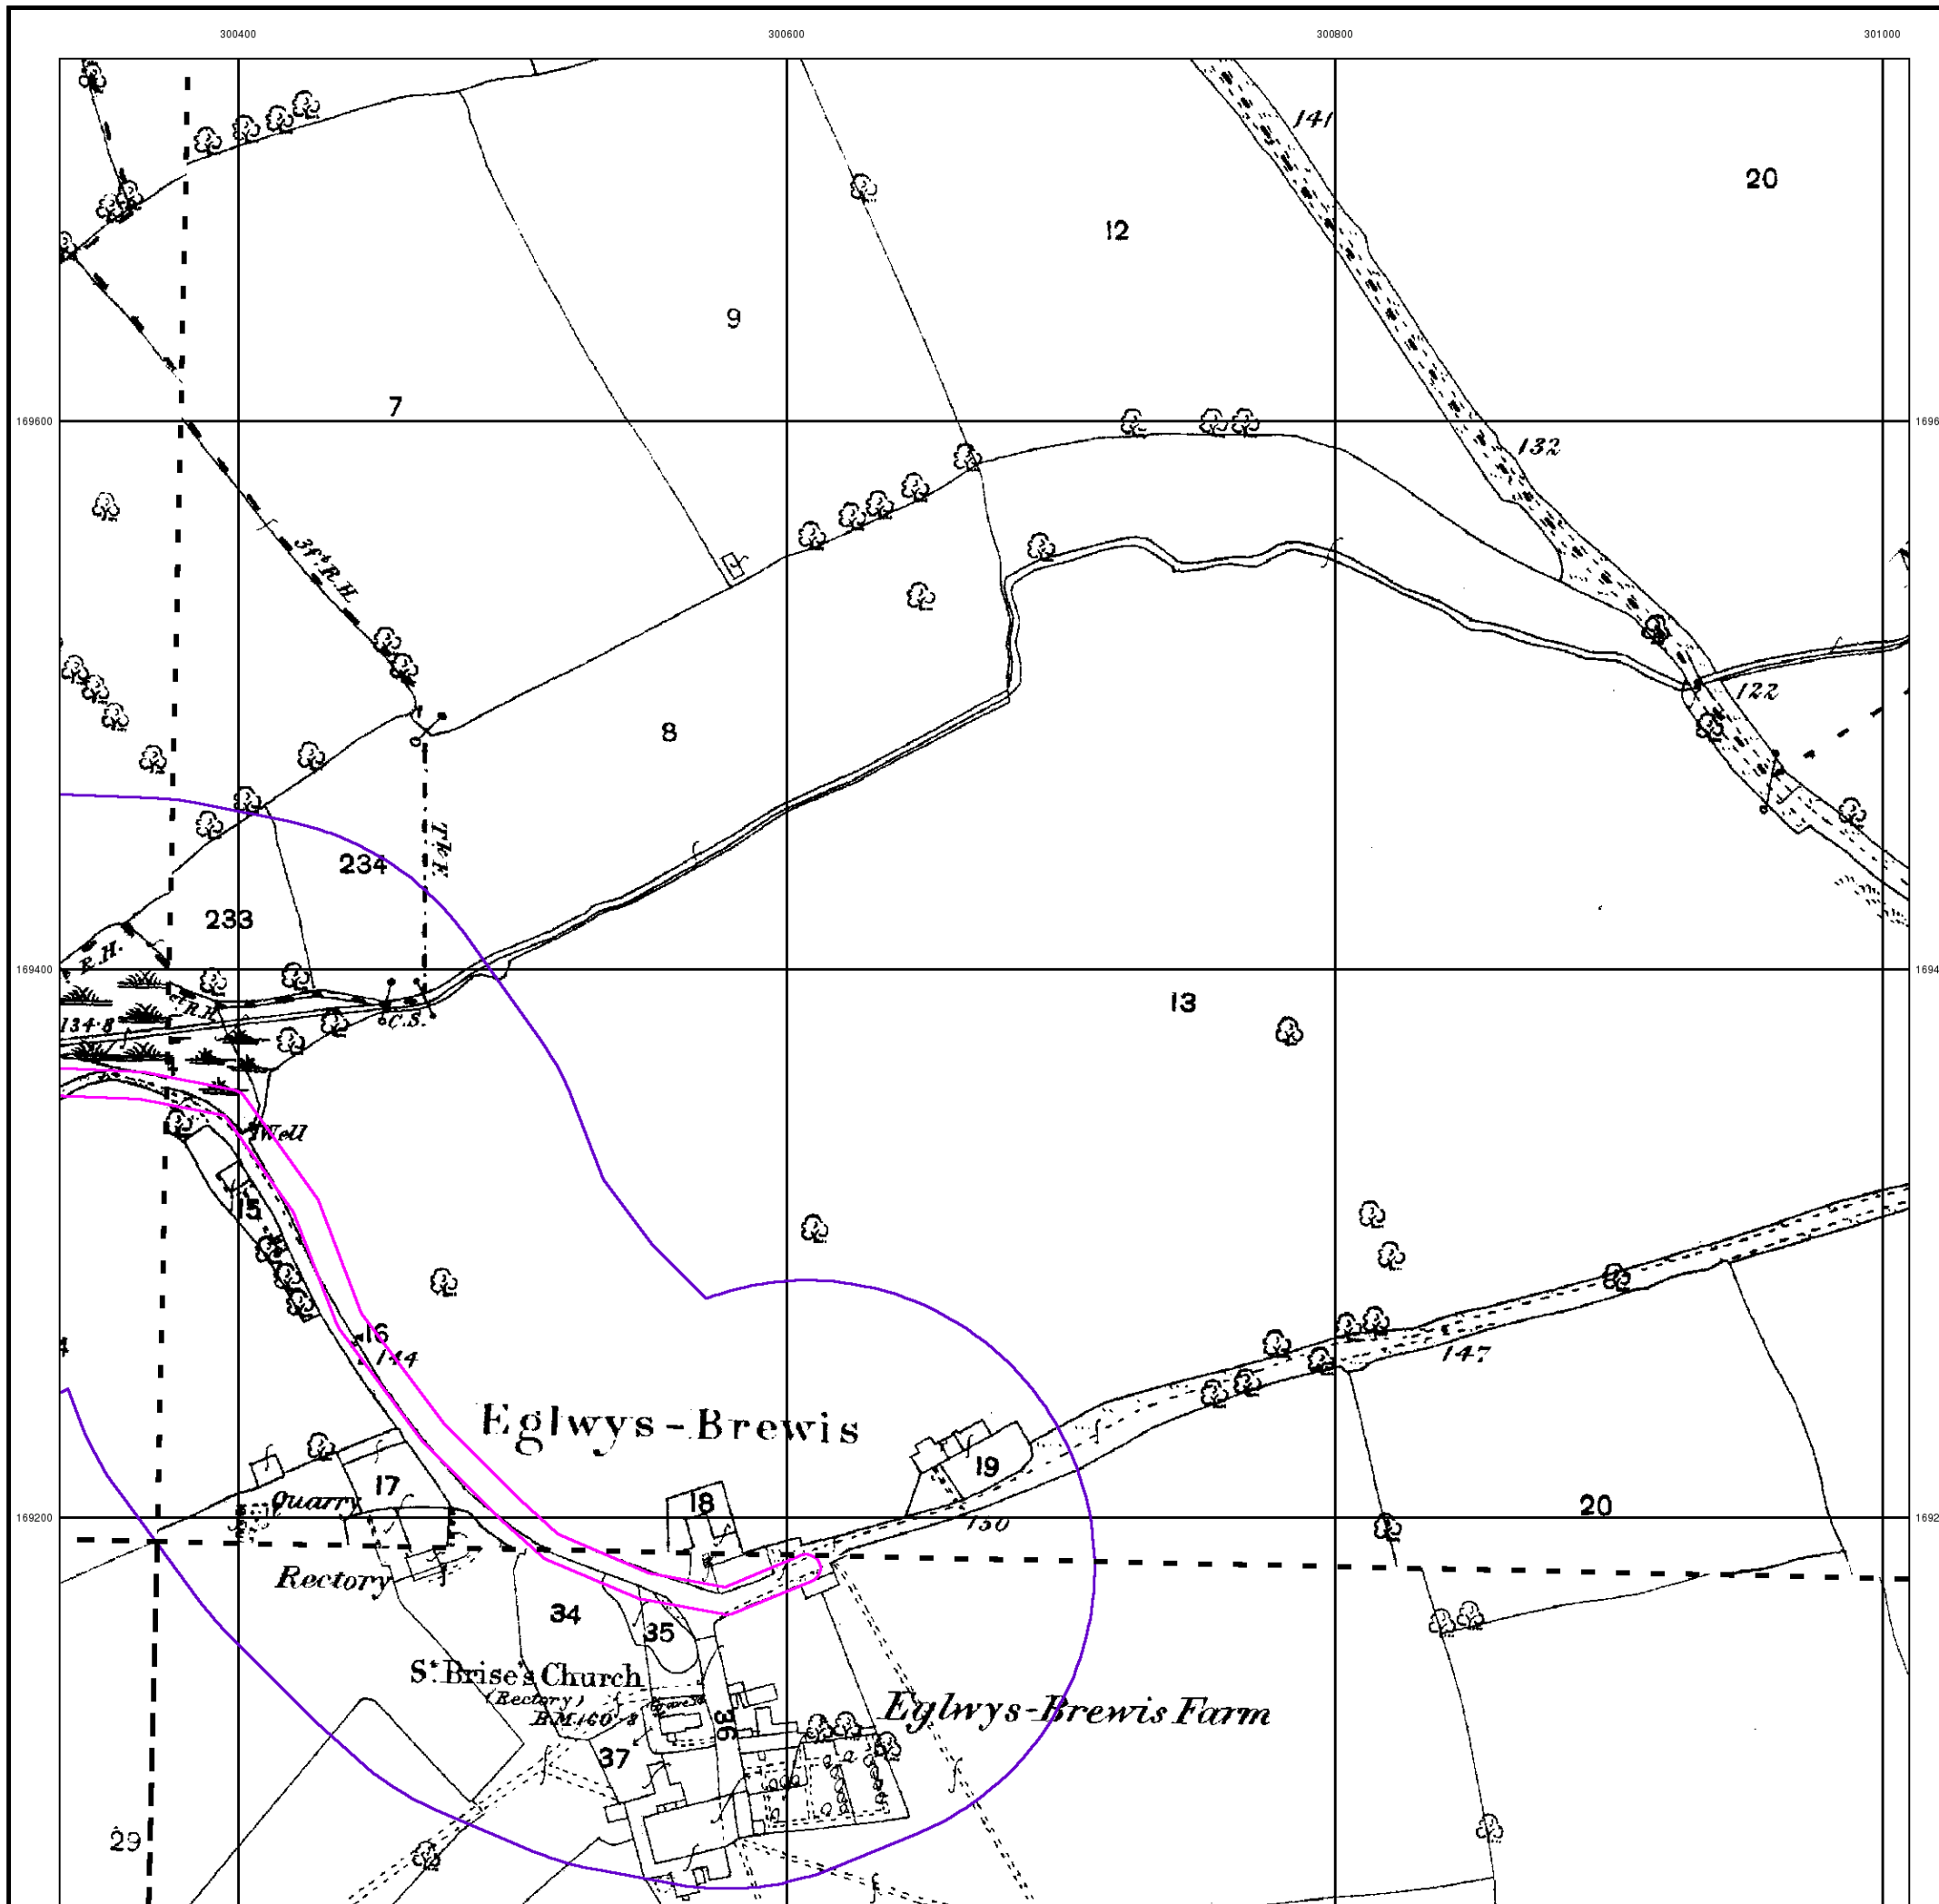 300400 300600 300800 301000
141
20
12
9
7
169600
132
3ft R.H.
122
8
Tk.W.
234
233
R.H.
169400
13
R.H.
134·8
C.S.
Well
15
16
144
147
Eglwys-Brewis
17
18
19
Quarry
169200
150
20
Rectory
34
35
St. Brise's Church
(Rectory)
B.M.160·8
36
Eglwys-Brewis Farm
37
29